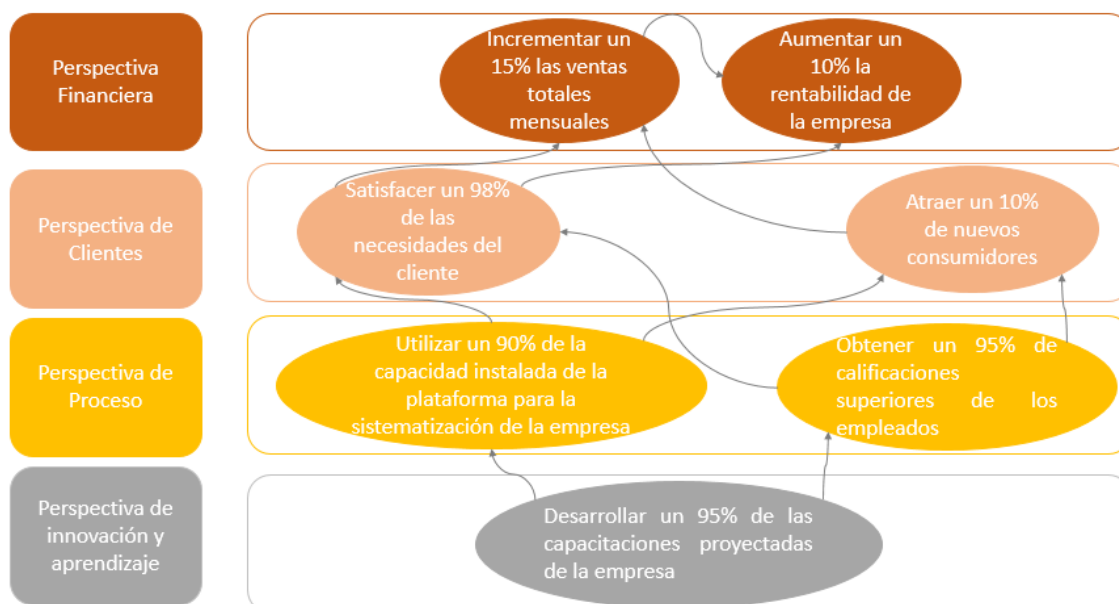 Perspectiva
Financiera
Incrementar un
15% las ventas
totales
mensuales
Aumentar un
10% la
rentabilidad de
la empresa
Perspectiva de
Clientes
Satisfacer un 98%
de las
necesidades del
cliente
Atraer un 10%
de nuevos
consumidores
Perspectiva de
Proceso
Utilizar un 90% de la
capacidad instalada de la
plataforma para la
sistematización de la empresa
Obtener un 95% de
calificaciones
superiores de los
empleados
Perspectiva de
innovación y
aprendizaje
Desarrollar un 95% de las
capacitaciones proyectadas
de la empresa